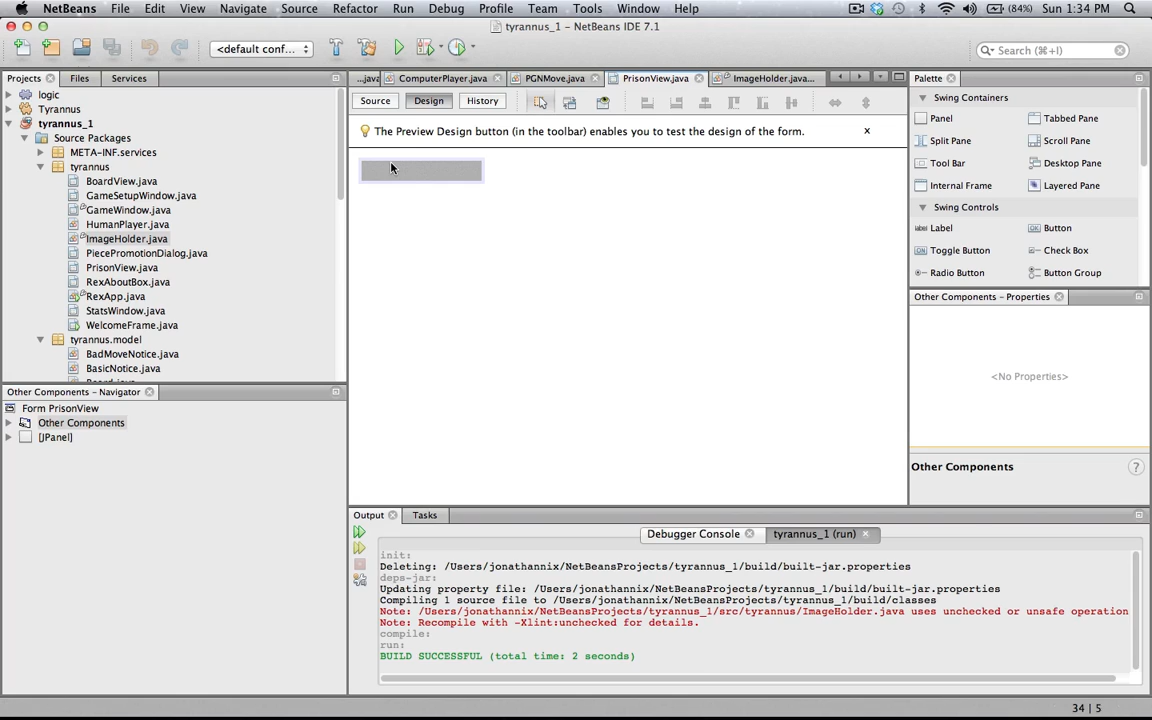 NetBeans File Edit View Navigate Source Refactor Run Debug Profile Team Tools Window Help (84%) Sun 1:34 PM
tyrannus_1 – NetBeans IDE 7.1
<default conf... Search (⌘+I)
Projects Files Services
...java ComputerPlayer.java PGNMove.java PrisonView.java ImageHolder.java...
Palette
logic
Tyrannus
tyrannus_1
Source Packages
META-INF.services
tyrannus
BoardView.java
GameSetupWindow.java
GameWindow.java
HumanPlayer.java
ImageHolder.java
PiecePromotionDialog.java
PrisonView.java
RexAboutBox.java
RexApp.java
StatsWindow.java
WelcomeFrame.java
tyrannus.model
BadMoveNotice.java
BasicNotice.java
Board.java
Source Design History
The Preview Design button (in the toolbar) enables you to test the design of the form. x
Swing Containers
Panel Tabbed Pane
Split Pane Scroll Pane
Tool Bar Desktop Pane
Internal Frame Layered Pane
Swing Controls
label Label OK Button
ON Toggle Button Check Box
Radio Button Button Group
Other Components – Properties
<No Properties>
Other Components ?
Other Components – Navigator
Form PrisonView
Other Components
[JPanel]
Output Tasks
Debugger Console tyrannus_1 (run)
init:
Deleting: /Users/jonathannix/NetBeansProjects/tyrannus_1/build/built-jar.properties
deps-jar:
Updating property file: /Users/jonathannix/NetBeansProjects/tyrannus_1/build/built-jar.properties
Compiling 1 source file to /Users/jonathannix/NetBeansProjects/tyrannus_1/build/classes
Note: /Users/jonathannix/NetBeansProjects/tyrannus_1/src/tyrannus/ImageHolder.java uses unchecked or unsafe operation
Note: Recompile with -Xlint:unchecked for details.
compile:
run:
BUILD SUCCESSFUL (total time: 2 seconds)
34 | 5